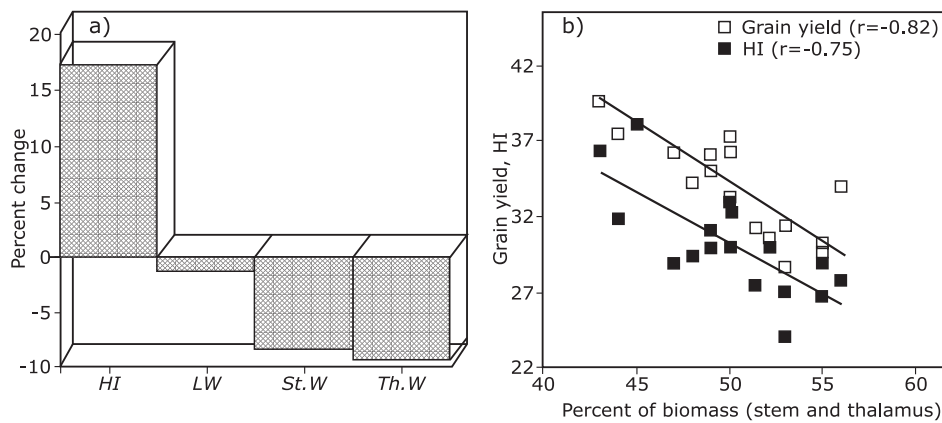 a)
20
15
10
5
0
-5
-10
Percent change
HI
LW
St.W
Th.W
b)
Grain yield (r=-0.82)
HI (r=-0.75)
42
37
32
27
22
Grain yield, HI
40
45
50
55
60
Percent of biomass (stem and thalamus)